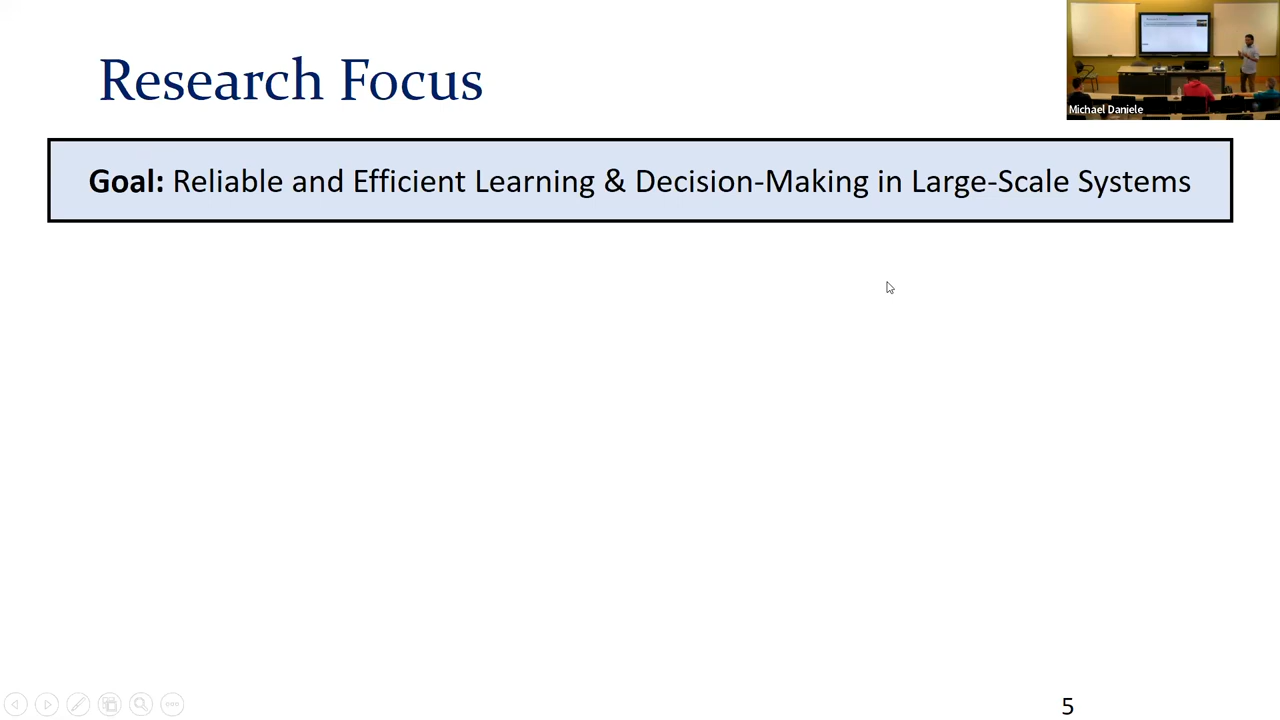 Research Focus
Michael Daniele
Goal: Reliable and Efficient Learning & Decision-Making in Large-Scale Systems
5